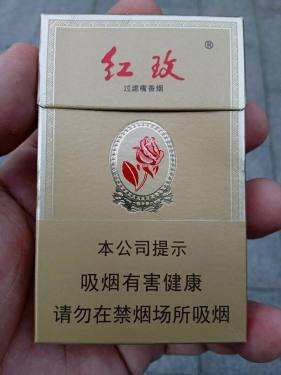 红玫®
过滤嘴香烟
本公司提示
吸烟有害健康
请勿在禁烟场所吸烟